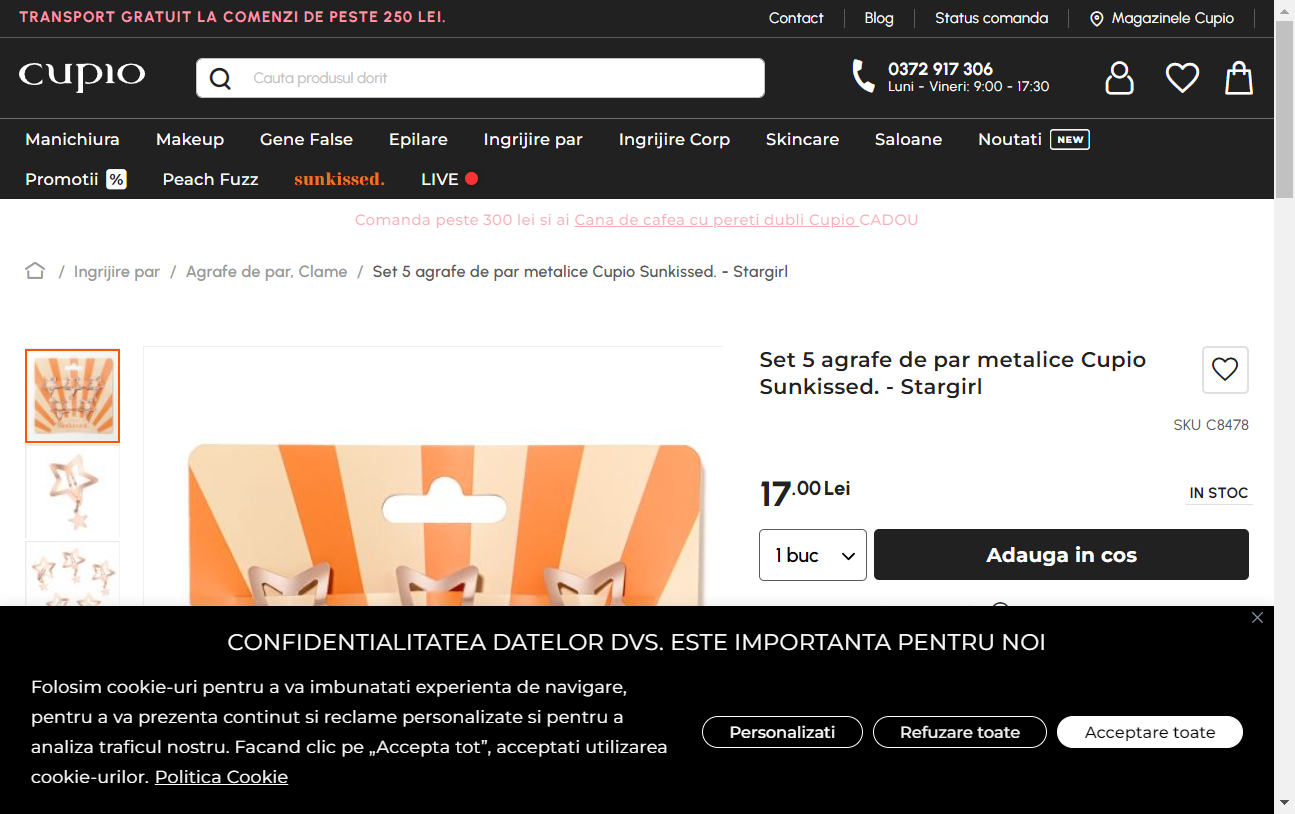 TRANSPORT GRATUIT LA COMENZI DE PESTE 250 LEI.
Contact
Blog
Status comanda
Magazinele Cupio
cupio
Cauta produsul dorit
0372 917 306
Luni - Vineri: 9:00 - 17:30
Manichiura
Makeup
Gene False
Epilare
Ingrijire par
Ingrijire Corp
Skincare
Saloane
Noutati NEW
Promotii %
Peach Fuzz
sunkissed.
LIVE
Comanda peste 300 lei si ai Cana de cafea cu pereti dubli Cupio CADOU
/ Ingrijire par / Agrafe de par, Clame / Set 5 agrafe de par metalice Cupio Sunkissed. - Stargirl
Set 5 agrafe de par metalice Cupio
Sunkissed. - Stargirl
SKU C8478
17.00 Lei
IN STOC
1 buc
Adauga in cos
CONFIDENTIALITATEA DATELOR DVS. ESTE IMPORTANTA PENTRU NOI
Folosim cookie-uri pentru a va imbunatati experienta de navigare,
pentru a va prezenta continut si reclame personalizate si pentru a
analiza traficul nostru. Facand clic pe „Accepta tot”, acceptati utilizarea
cookie-urilor. Politica Cookie
Personalizati
Refuzare toate
Acceptare toate